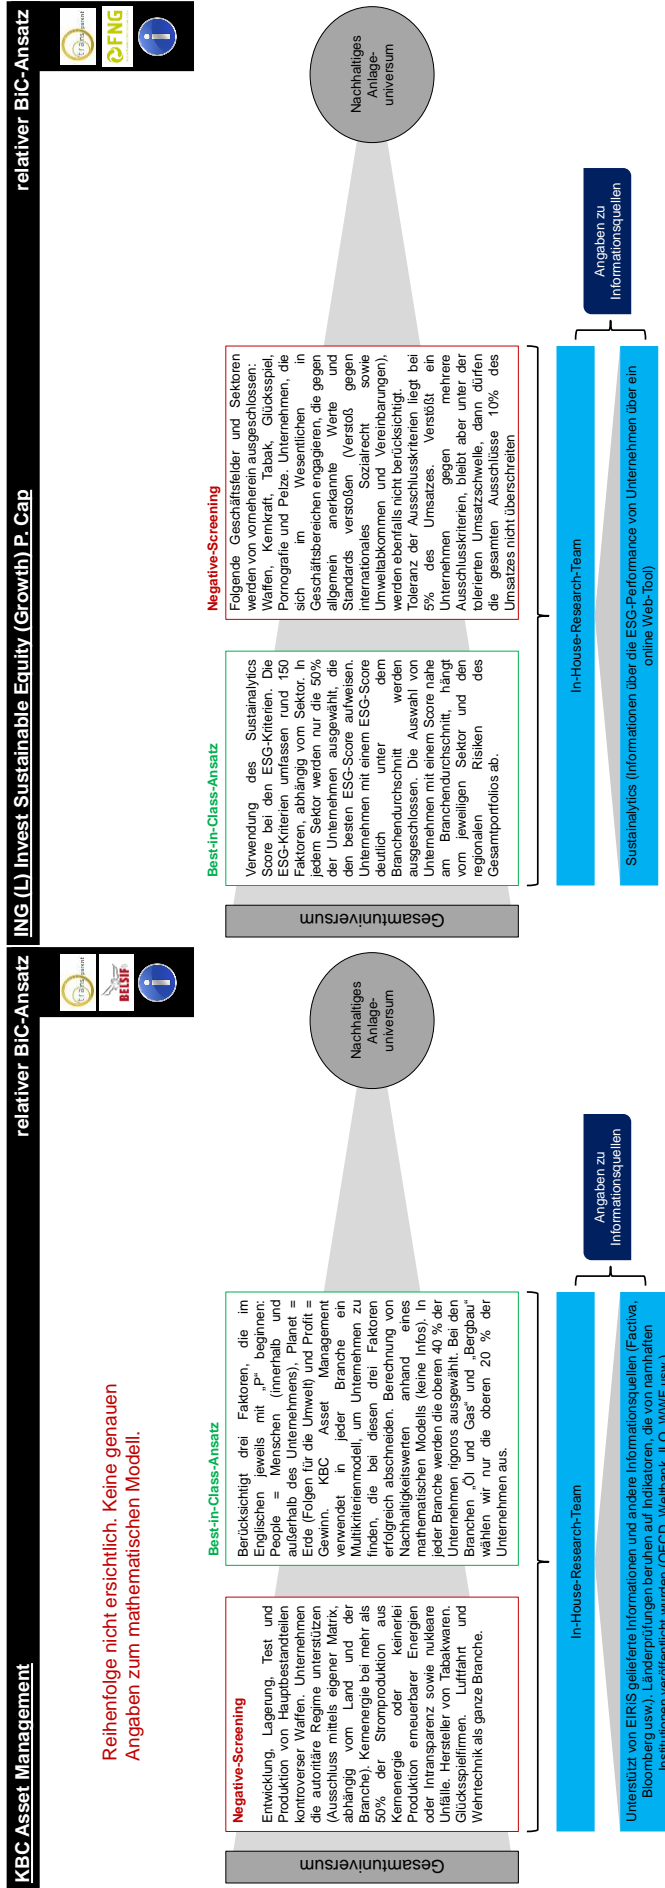 KBC Asset Management
relativer BiC-Ansatz
transparent
BELSIF
i
Reihenfolge nicht ersichtlich. Keine genauen
Angaben zum mathematischen Modell.
Gesamtuniversum
Negative-Screening
Entwicklung, Lagerung, Test und
Produktion von Hauptbestandteilen
kontroverser Waffen. Unternehmen
die autoritäre Regime unterstützen
(Ausschluss mittels eigener Matrix,
abhängig vom Land und der
Branche). Kernenergie bei mehr als
50% der Stromproduktion aus
Kernenergie oder keinerlei
Produktion erneuerbarer Energien
oder Intransparenz sowie nukleare
Unfälle. Hersteller von Tabakwaren.
Glücksspielfirmen. Luftfahrt und
Wehrtechnik als ganze Branche.
Best-in-Class-Ansatz
Berücksichtigt drei Faktoren, die im
Englischen jeweils mit „P“ beginnen:
People = Menschen (innerhalb und
außerhalb des Unternehmens), Planet =
Erde (Folgen für die Umwelt) und Profit =
Gewinn. KBC Asset Management
verwendet in jeder Branche ein
Multikriterienmodell, um Unternehmen zu
finden, die bei diesen drei Faktoren
erfolgreich abschneiden. Berechnung von
Nachhaltigkeitswerten anhand eines
mathematischen Modells (keine Infos). In
jeder Branche werden die oberen 40 % der
Unternehmen rigoros ausgewählt. Bei den
Branchen „Öl und Gas“ und „Bergbau“
wählen wir nur die oberen 20 % der
Unternehmen aus.
Nachhaltiges
Anlage-
universum
In-House-Research-Team
Unterstützt von EIRiS gelieferte Informationen und andere Informationsquellen (Factiva,
Bloomberg usw.). Länderprüfungen beruhen auf Indikatoren, die von namhaften
Institutionen veröffentlicht wurden (OECD, Weltbank, ILO, WWF usw.)
Angaben zu
Informationsquellen
ING (L) Invest Sustainable Equity (Growth) P. Cap
relativer BiC-Ansatz
transparent
FNG
i
Gesamtuniversum
Best-in-Class-Ansatz
Verwendung des Sustainalytics
Score bei den ESG-Kriterien. Die
ESG-Kriterien umfassen rund 150
Faktoren, abhängig vom Sektor. In
jedem Sektor werden nur die 50%
der Unternehmen ausgewählt, die
den besten ESG-Score aufweisen.
Unternehmen mit einem ESG-Score
deutlich unter dem
Branchendurchschnitt werden
ausgeschlossen. Die Auswahl von
Unternehmen mit einem Score nahe
am Branchendurchschnitt, hängt
vom jeweiligen Sektor und den
regionalen Risiken des
Gesamtportfolios ab.
Negative-Screening
Folgende Geschäftsfelder und Sektoren
werden von vorneherein ausgeschlossen:
Waffen, Kernkraft, Tabak, Glücksspiel,
Pornografie und Pelze. Unternehmen, die
sich im Wesentlichen in
Geschäftsbereichen engagieren, die gegen
allgemein anerkannte Werte und
Standards verstoßen (Verstoß gegen
internationales Sozialrecht sowie
Umweltabkommen und Vereinbarungen),
werden ebenfalls nicht berücksichtigt.
Toleranz der Ausschlusskriterien liegt bei
5% des Umsatzes. Verstößt ein
Unternehmen gegen mehrere
Ausschlusskriterien, bleibt aber unter der
tolerierten Umsatzschwelle, dann dürfen
die gesamten Ausschlüsse 10% des
Umsatzes nicht überschreiten
Nachhaltiges
Anlage-
universum
In-House-Research-Team
Sustainalytics (Informationen über die ESG-Performance von Unternehmen über ein
online Web-Tool)
Angaben zu
Informationsquellen